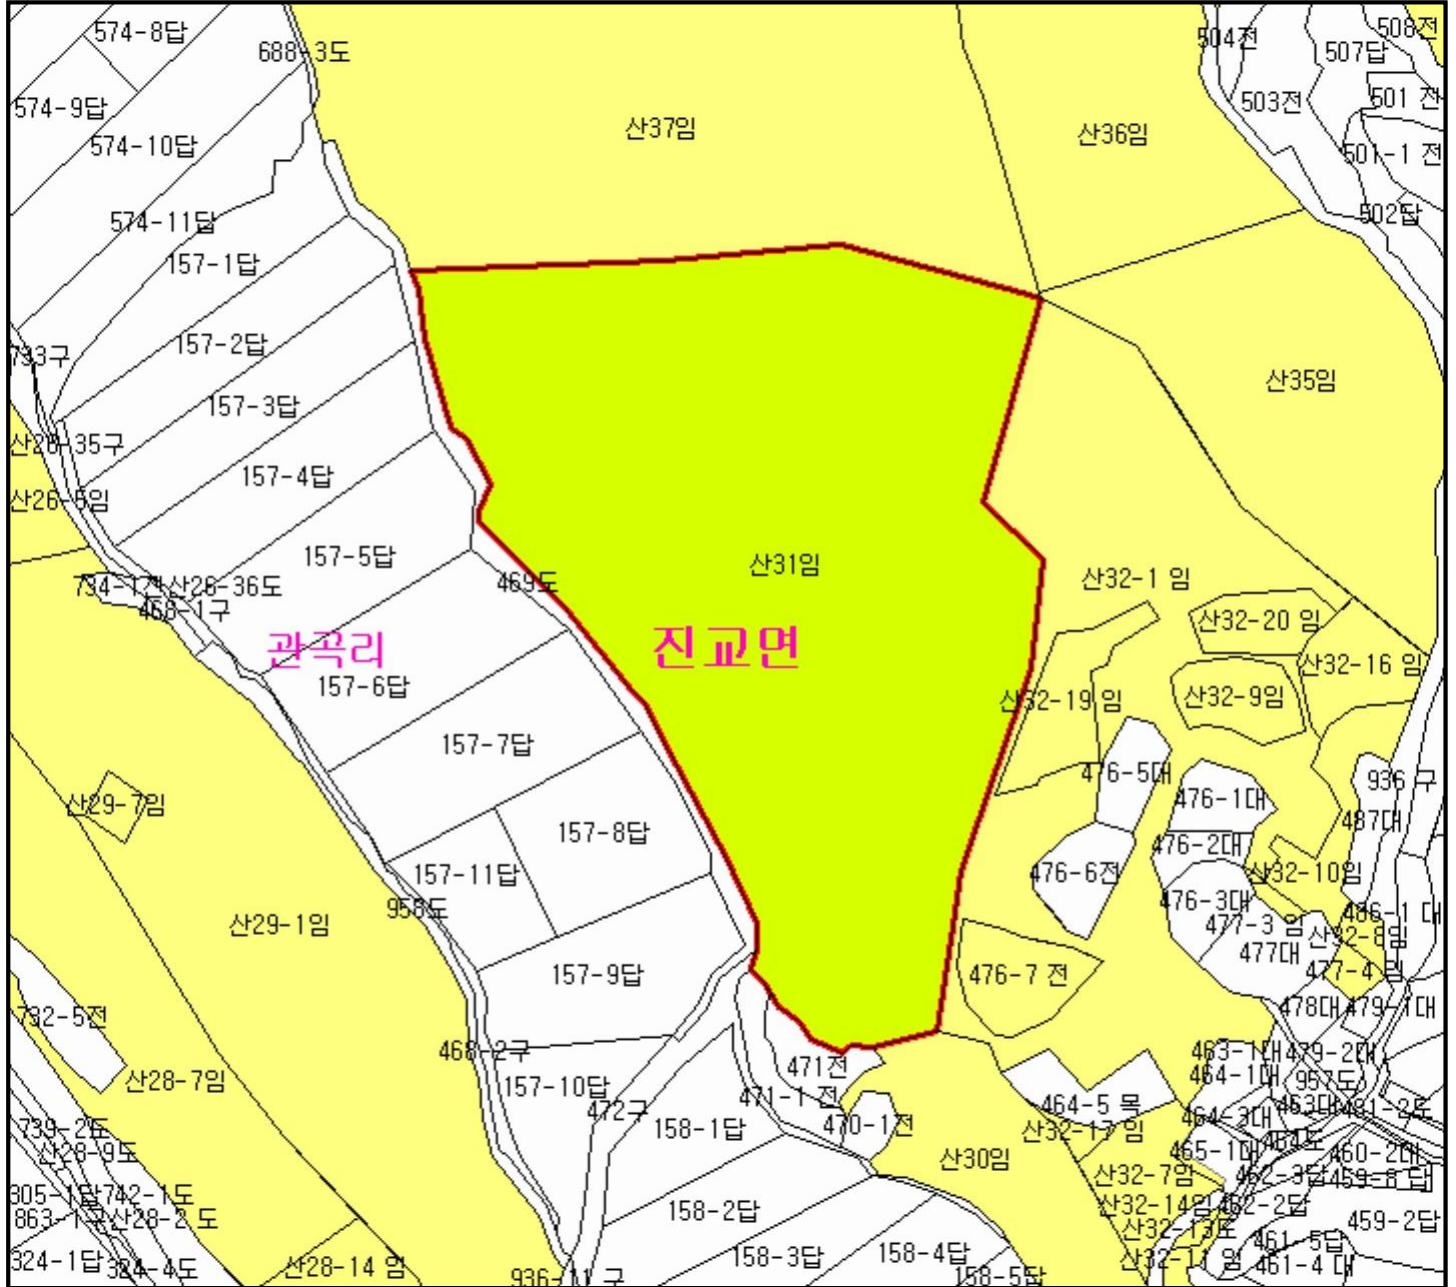 574-8답
688-3도
504전
508전
507답
574-9답
503전
501 전
산37임
산36임
574-10답
501-1 전
574-11답
502답
157-1답
157-2답
733구
산35임
157-3답
산26-35구
157-4답
산26-5임
157-5답
산31임
산32-1 임
469도
734-1전
산26-36도
468-1구
산32-20 임
관곡리
진교면
산32-16 임
157-6답
산32-19 임
산32-9임
157-7답
476-5대
936 구
산29-7임
476-1대
487대
157-8답
476-2대
157-11답
476-6전
산32-10임
958도
476-3대
486-1 대
산29-1임
477-3 임
산32-8임
477대
157-9답
476-7 전
477-4 임
732-5전
478대
479-1대
468-2구
463-1대
479-2대
471전
산28-7임
464-1대
957도
157-10답
471-1 전
464-5 목
463대
481-2도
472구
464-3대
739-2도
158-1답
470-1전
산32-17 임
464도
산28-9도
산30임
465-1대
460-2대
산32-7임
462-3답
459-8 답
305-1답
742-1도
산32-14임
462-2답
863-1구
산28-2 도
158-2답
산32-13도
459-2답
461-5답
324-1답
324-4도
산28-14 임
158-3답
158-4답
산32-11 임
461-4 대
936-11 구
158-5답